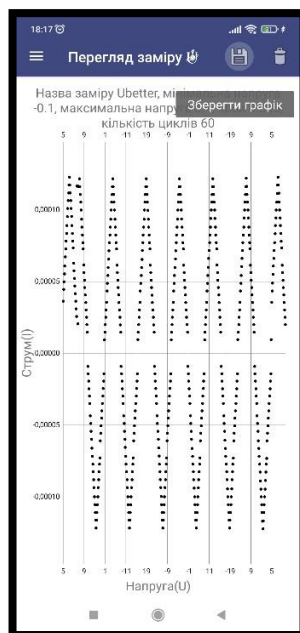 18:17
Перегляд заміру
Назва заміру Ubetter, мінімальна напруга
-0.1, максимальна напру
Зберегти графік
кількість циклів 60
5 9 1 -11 -19 -9 -1 11 19 9 5
0,00010
0,00005
0,00000
-0,00005
-0,00010
Струм(I)
5 9 1 -11 19 -9 -1 11 -19 9 5
Напруга(U)